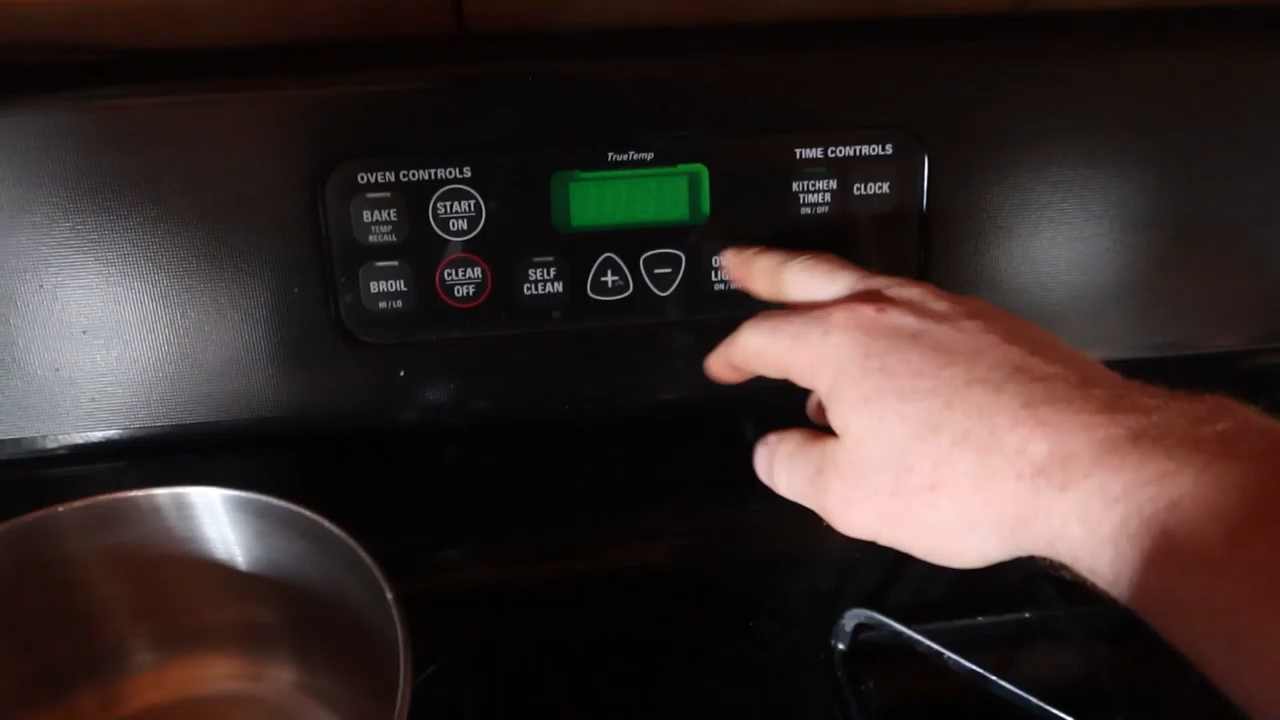 TrueTemp
OVEN CONTROLS
TIME CONTROLS
BAKE
TEMP
RECALL
START
ON
KITCHEN
TIMER
ON / OFF
CLOCK
BROIL
HI / LO
CLEAR
OFF
SELF
CLEAN
+
−